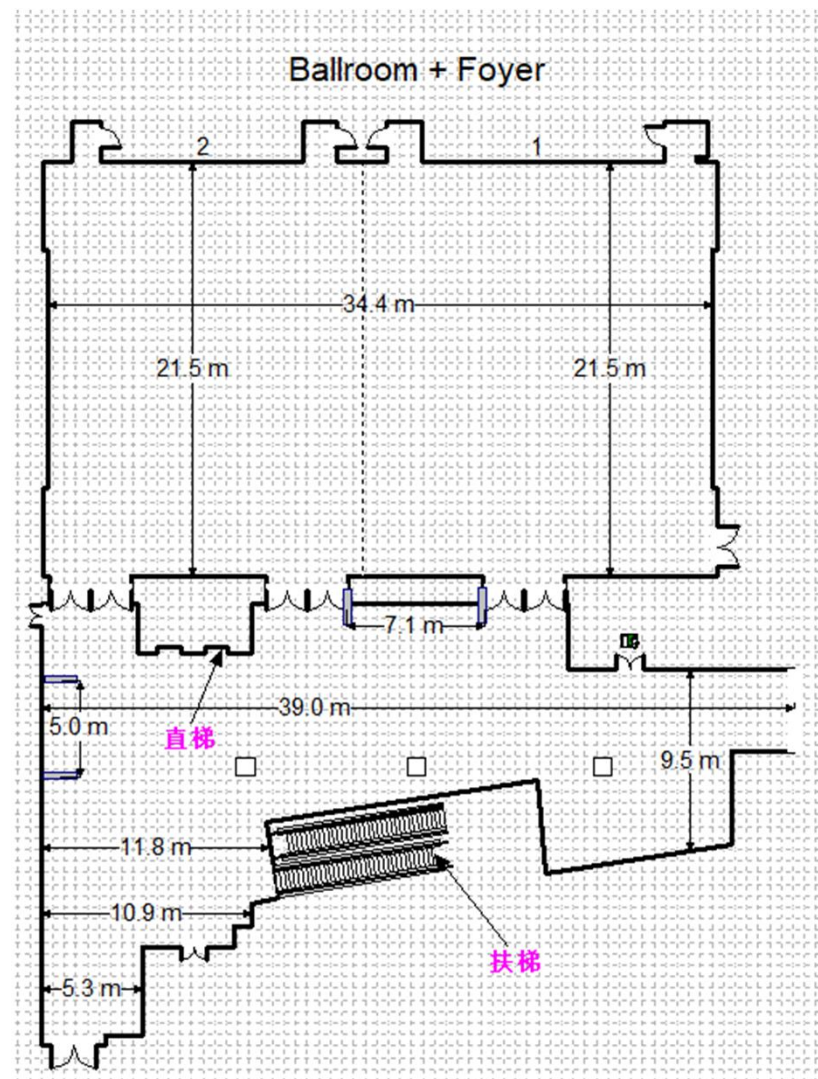 Ballroom + Foyer
2
1
34.4 m
21.5 m
21.5 m
7.1 m
39.0 m
5.0 m
直梯
9.5 m
11.8 m
10.9 m
扶梯
5.3 m